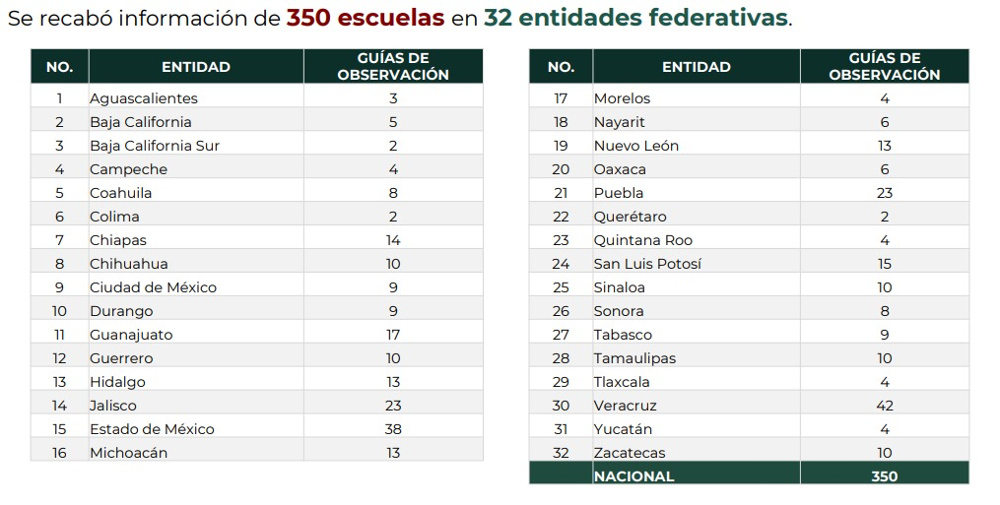 Se recabó información de 350 escuelas en 32 entidades federativas.
NO. ENTIDAD GUÍAS DE OBSERVACIÓN
1 Aguascalientes 3
2 Baja California 5
3 Baja California Sur 2
4 Campeche 4
5 Coahuila 8
6 Colima 2
7 Chiapas 14
8 Chihuahua 10
9 Ciudad de México 9
10 Durango 9
11 Guanajuato 17
12 Guerrero 10
13 Hidalgo 13
14 Jalisco 23
15 Estado de México 38
16 Michoacán 13
NO. ENTIDAD GUÍAS DE OBSERVACIÓN
17 Morelos 4
18 Nayarit 6
19 Nuevo León 13
20 Oaxaca 6
21 Puebla 23
22 Querétaro 2
23 Quintana Roo 4
24 San Luis Potosí 15
25 Sinaloa 10
26 Sonora 8
27 Tabasco 9
28 Tamaulipas 10
29 Tlaxcala 4
30 Veracruz 42
31 Yucatán 4
32 Zacatecas 10
NACIONAL 350